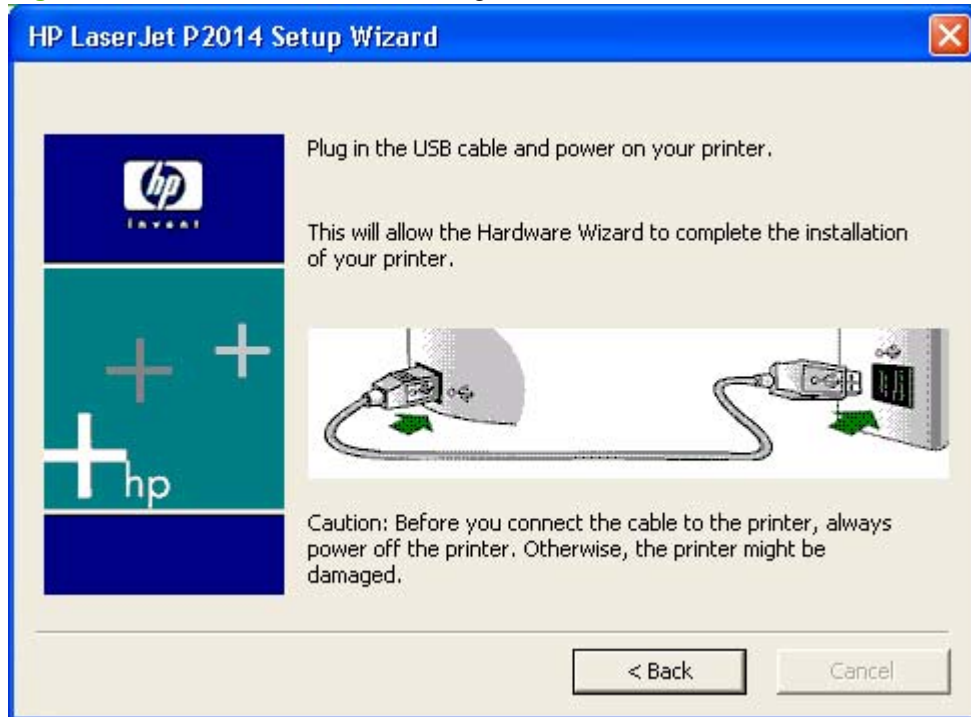 HP LaserJet P2014 Setup Wizard
hp
invent
Plug in the USB cable and power on your printer.
This will allow the Hardware Wizard to complete the installation
of your printer.
hp
Caution: Before you connect the cable to the printer, always
power off the printer. Otherwise, the printer might be
damaged.
< Back
Cancel